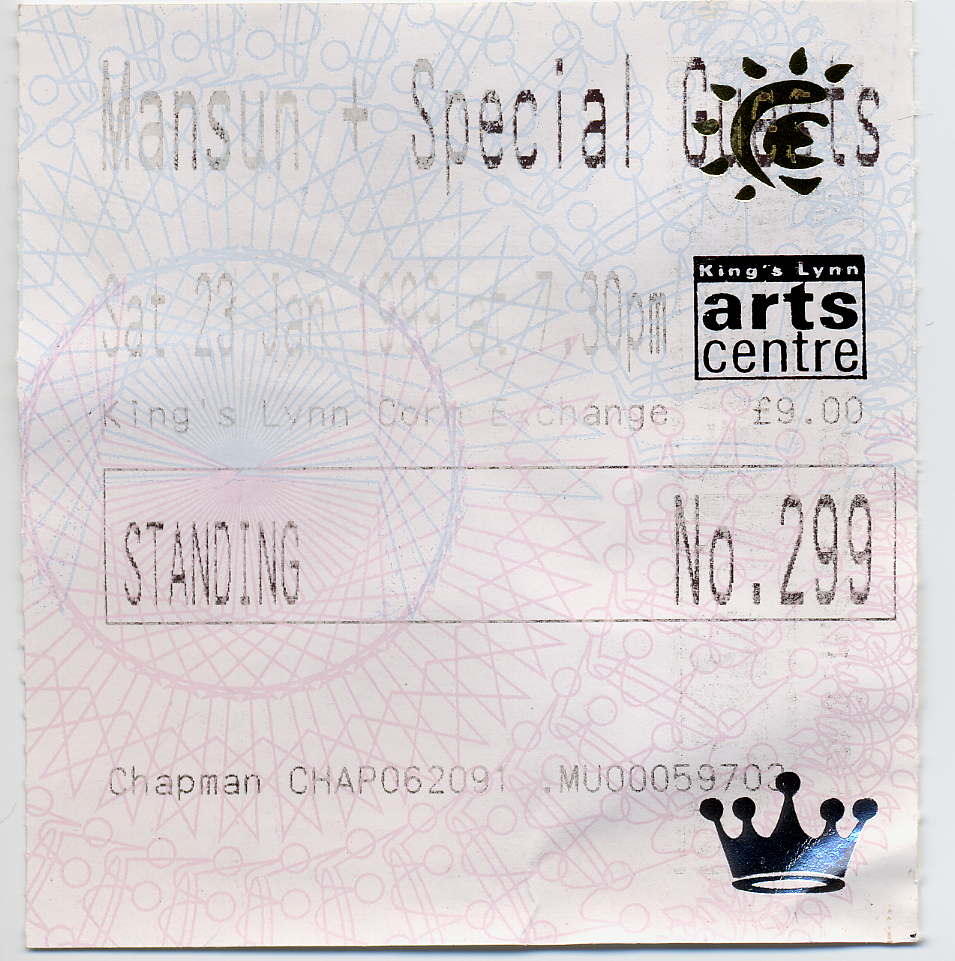 Mansun + Special Guests
Sat 23 Jan 1999 at 7.30pm
King's Lynn
arts
centre
King's Lynn Corn Exchange £9.00
STANDING No.299
Chapman CHAP062091 .MU00059703